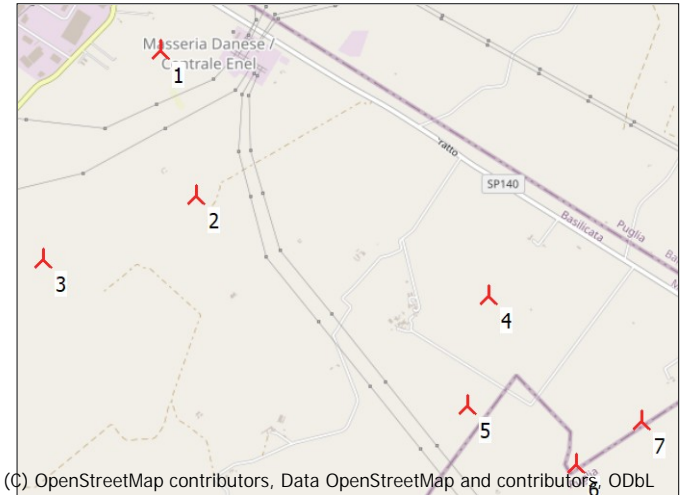 Masseria Danese /
Centrale Enel
1
Tratto
SP140
2
Basilicata
Puglia
3
4
5
7
6
(C) OpenStreetMap contributors, Data OpenStreetMap and contributors, ODbL